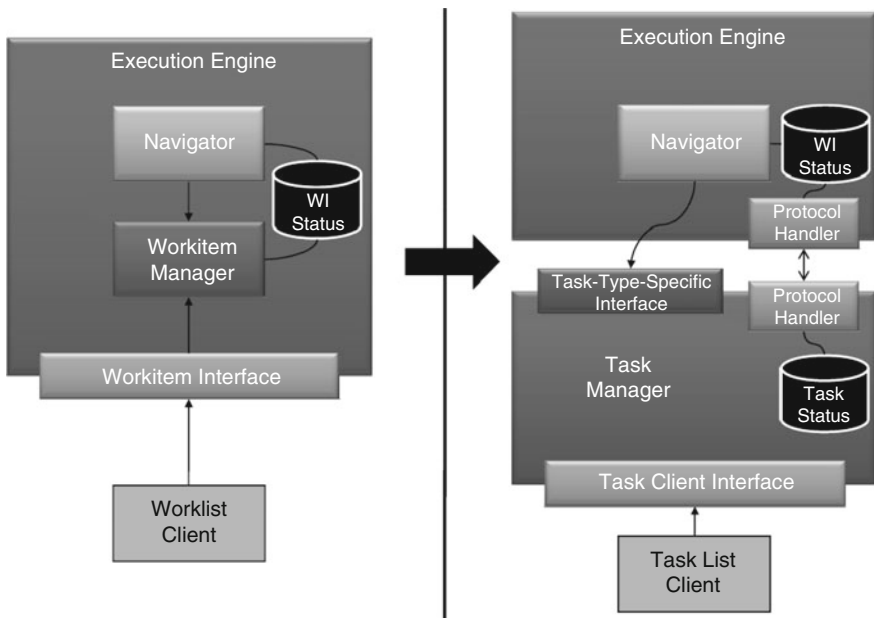 Execution Engine
Navigator
WI
Status
Workitem
Manager
Workitem Interface
Worklist
Client
Execution Engine
Navigator
WI
Status
Protocol
Handler
Task-Type-Specific
Interface
Protocol
Handler
Task
Manager
Task
Status
Task Client Interface
Task List
Client